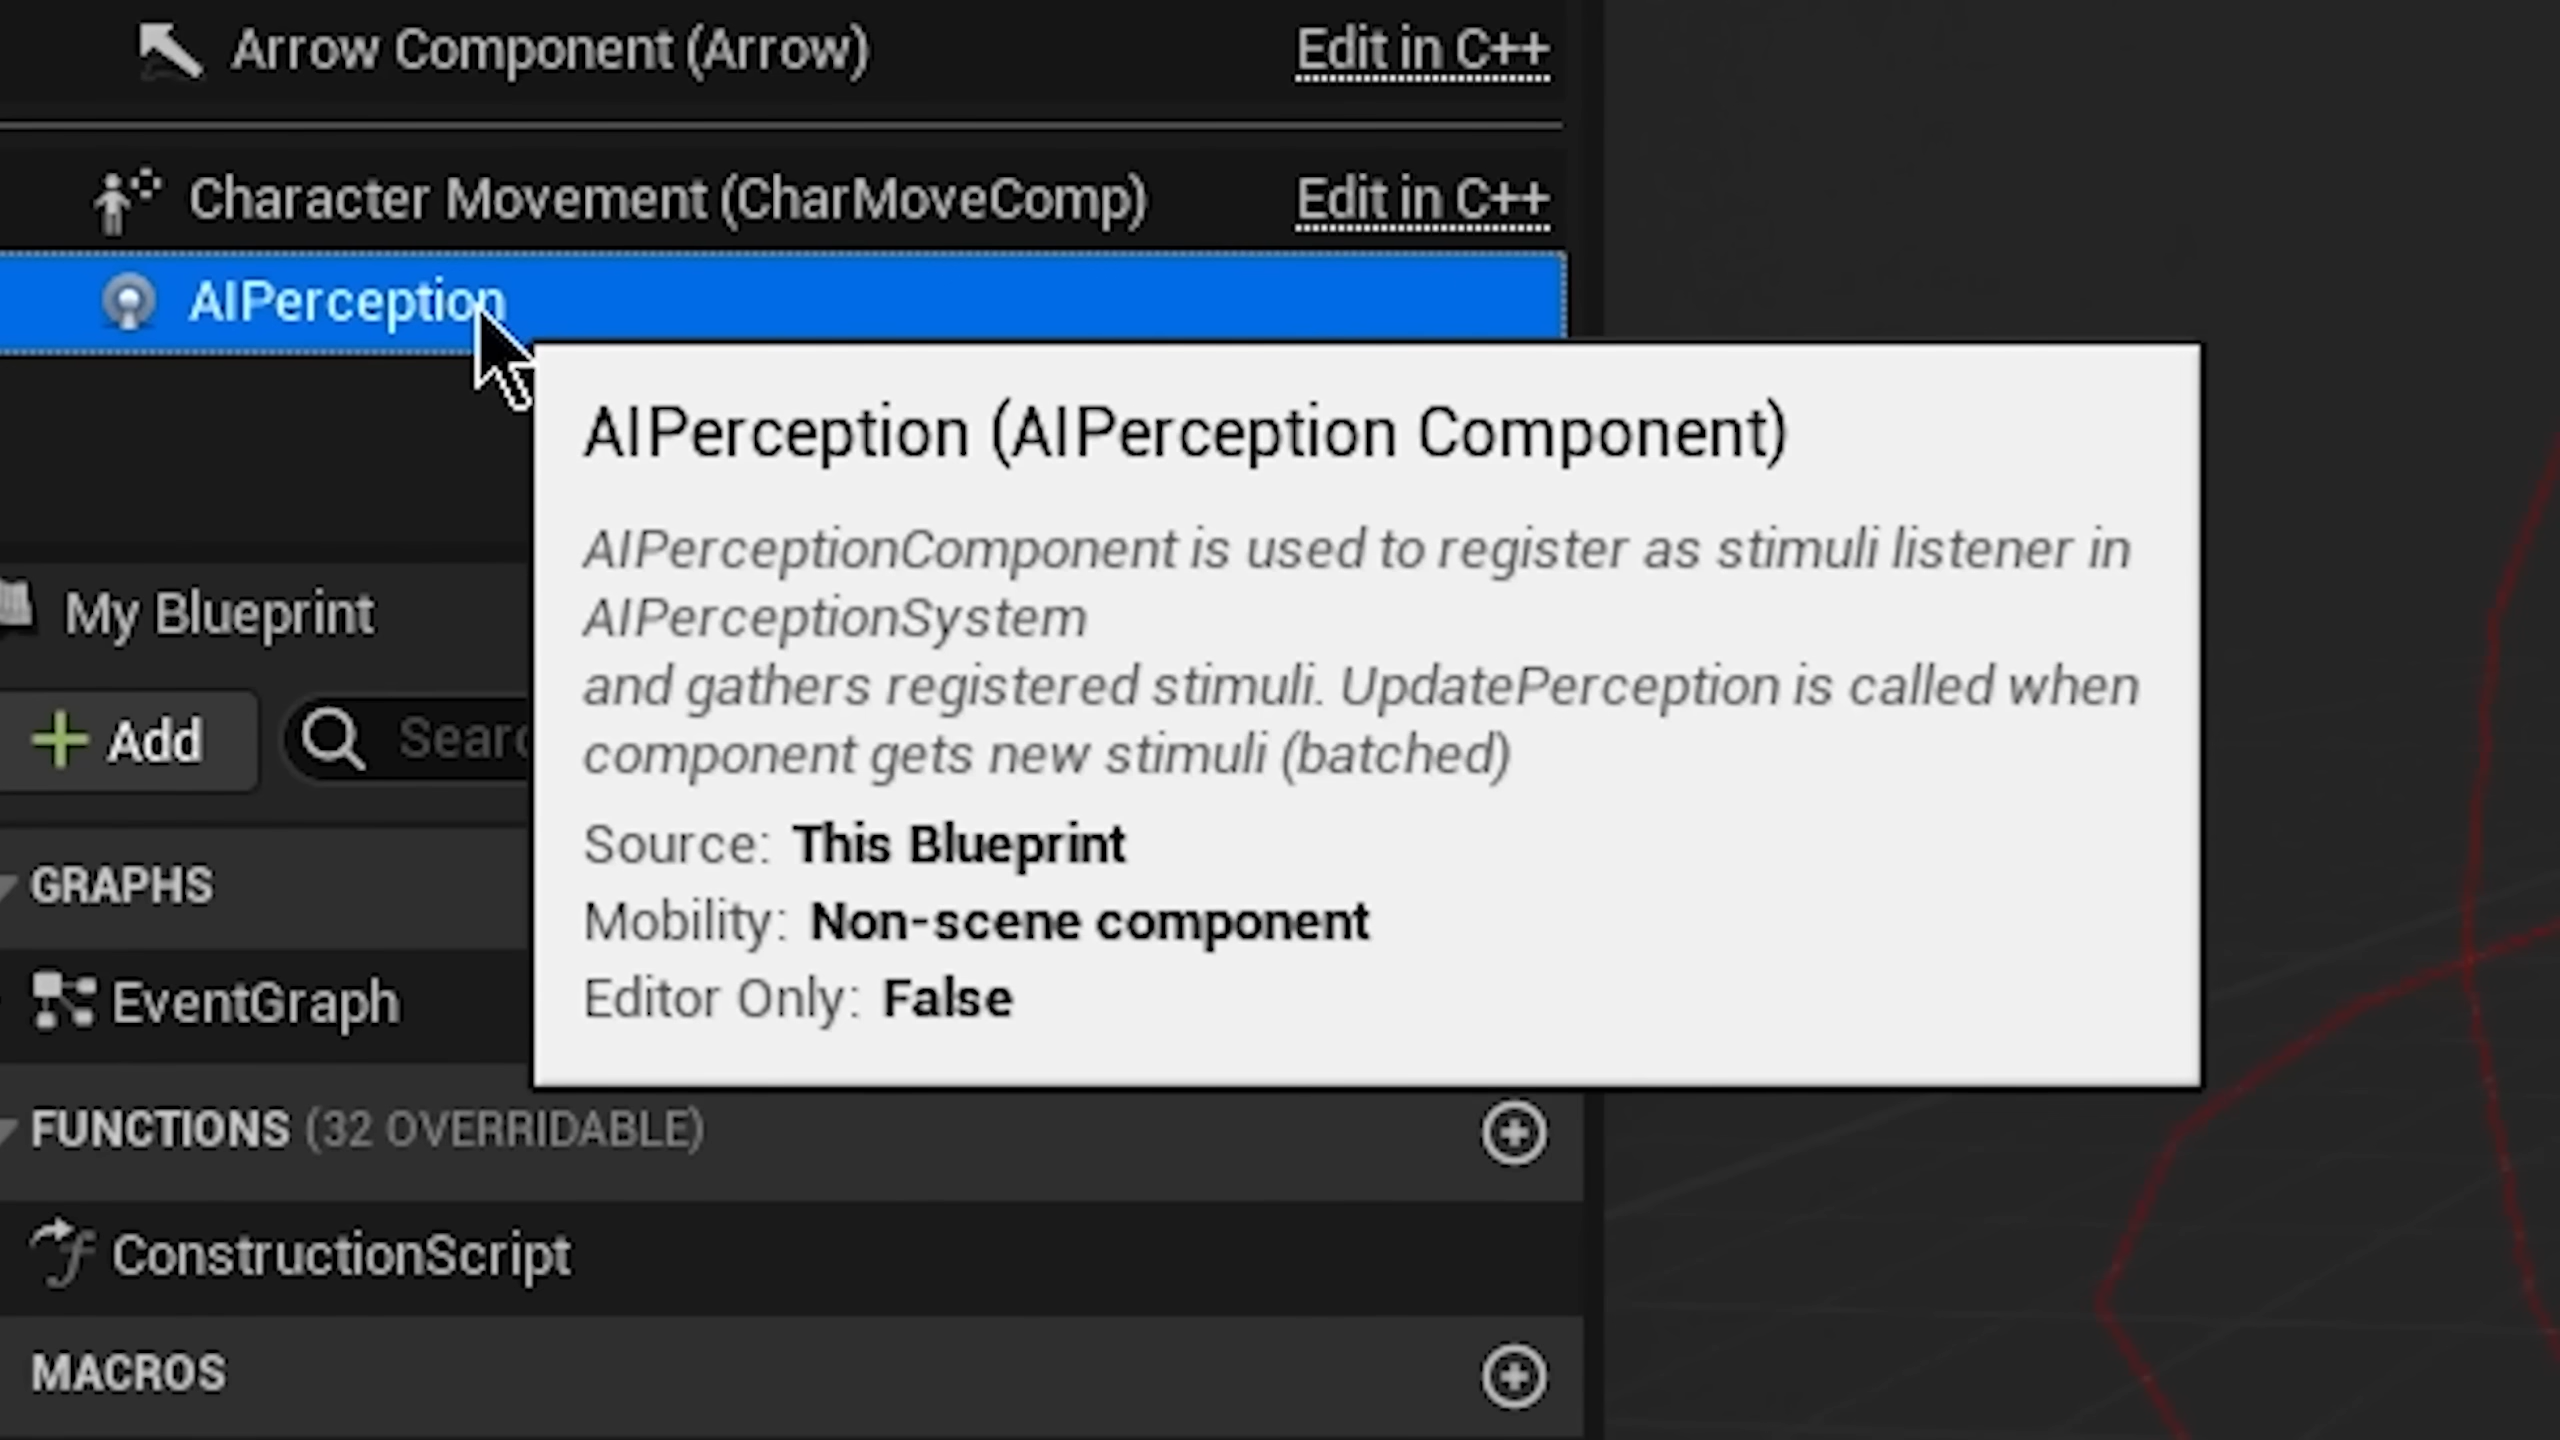 Arrow Component (Arrow) Edit in C++
Character Movement (CharMoveComp) Edit in C++
AIPerception
AIPerception (AIPerception Component)
AIPerceptionComponent is used to register as stimuli listener in
AIPerceptionSystem
and gathers registered stimuli. UpdatePerception is called when
component gets new stimuli (batched)
Source: This Blueprint
Mobility: Non-scene component
Editor Only: False
My Blueprint
Add
GRAPHS
EventGraph
FUNCTIONS (32 OVERRIDABLE)
ConstructionScript
MACROS